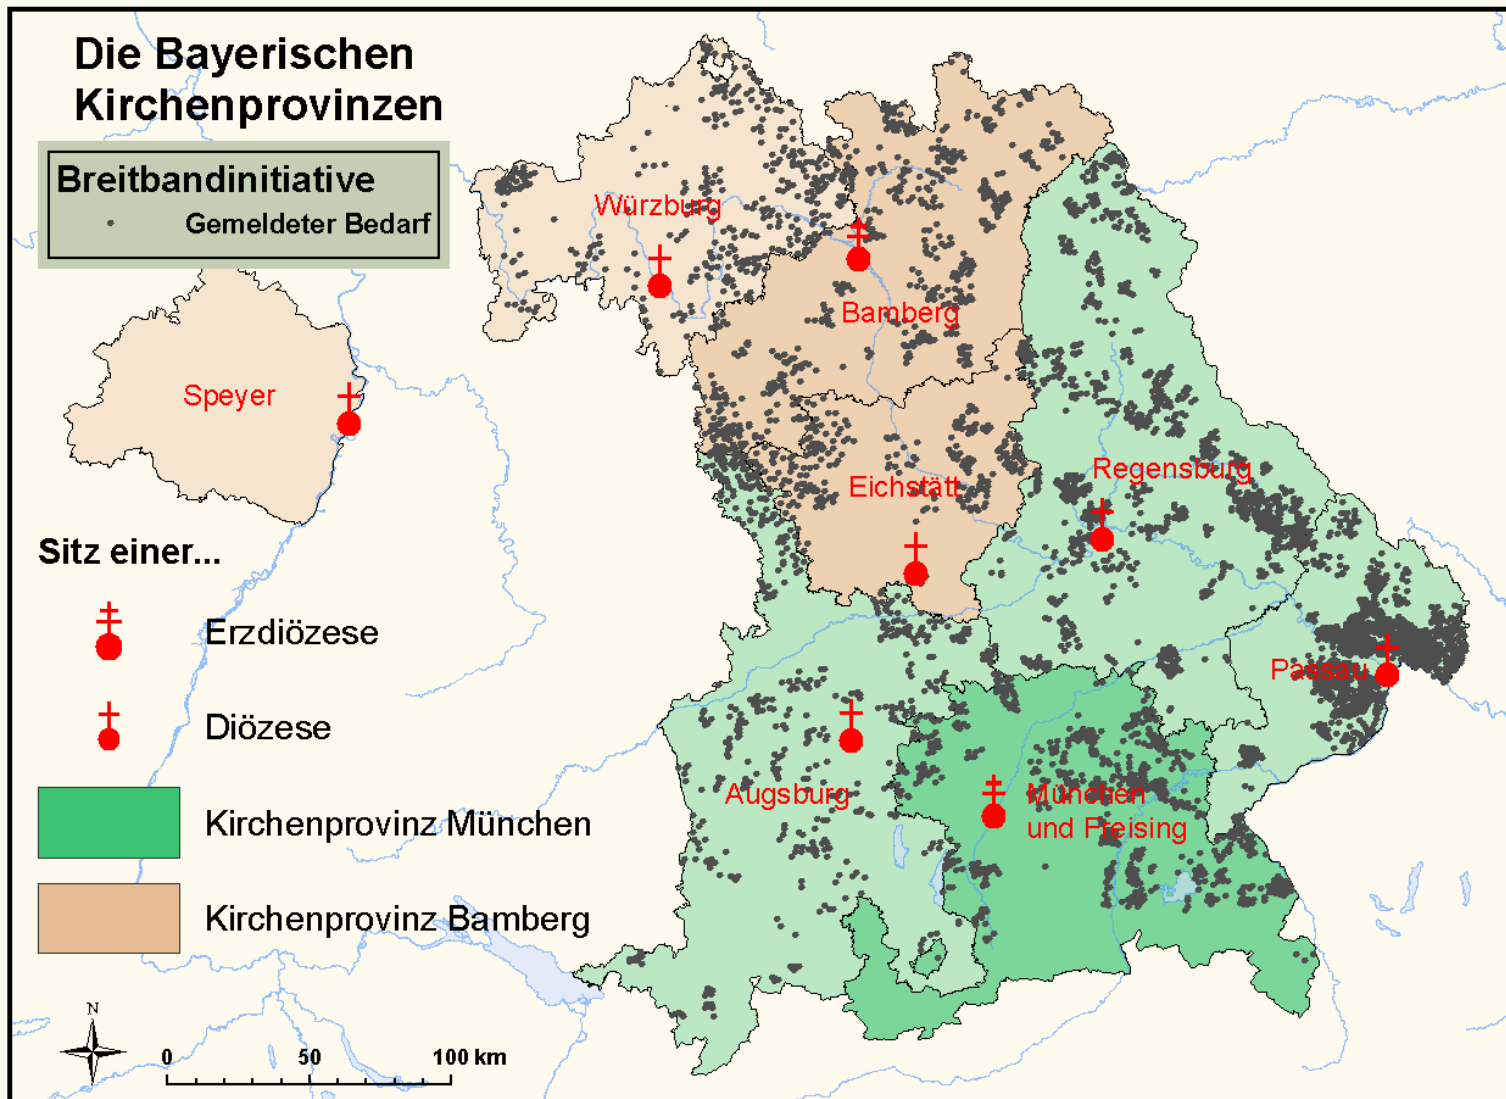 Die Bayerischen
Kirchenprovinzen
Breitbandinitiative
Gemeldeter Bedarf
Würzburg
Bamberg
Speyer
Regensburg
Eichstätt
Sitz einer...
Erzdiözese
Passau
Diözese
Augsburg
München
und Freising
Kirchenprovinz München
Kirchenprovinz Bamberg
N
0 50 100 km